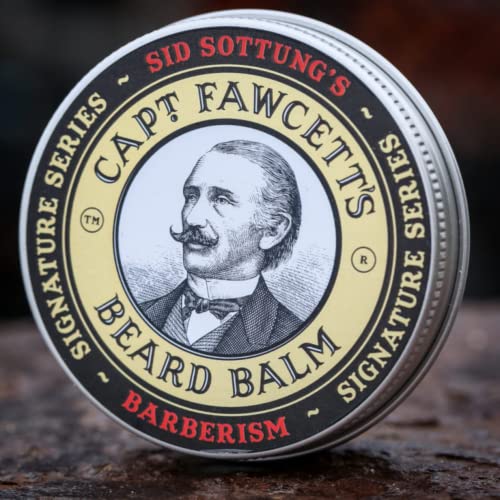 SID SOTTUNG'S
~ SIGNATURE SERIES ~
~ SIGNATURE SERIES ~
BARBERISM
CAPT. FAWCETT'S
TM
®
BEARD BALM